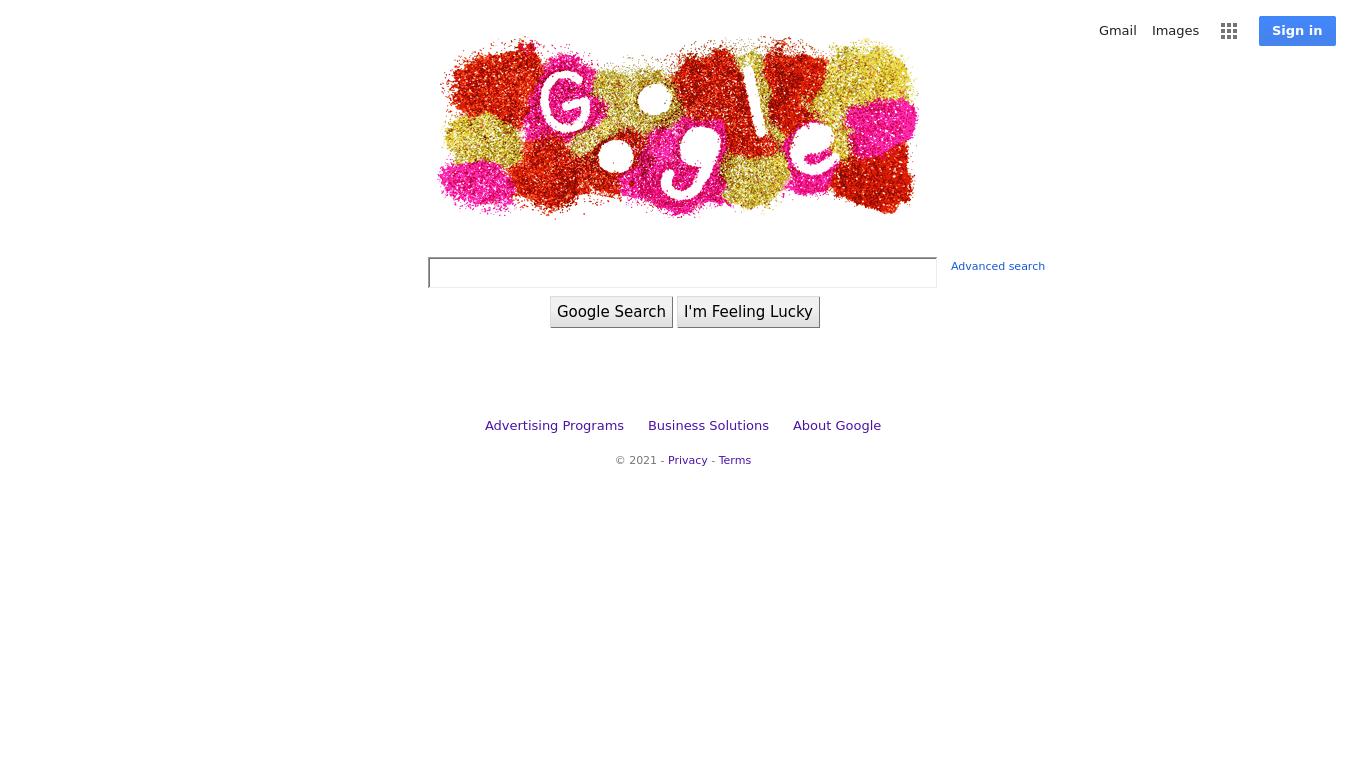 Gmail Images Sign in
Google
Advanced search
Google Search I'm Feeling Lucky
Advertising Programs Business Solutions About Google
© 2021 - Privacy - Terms